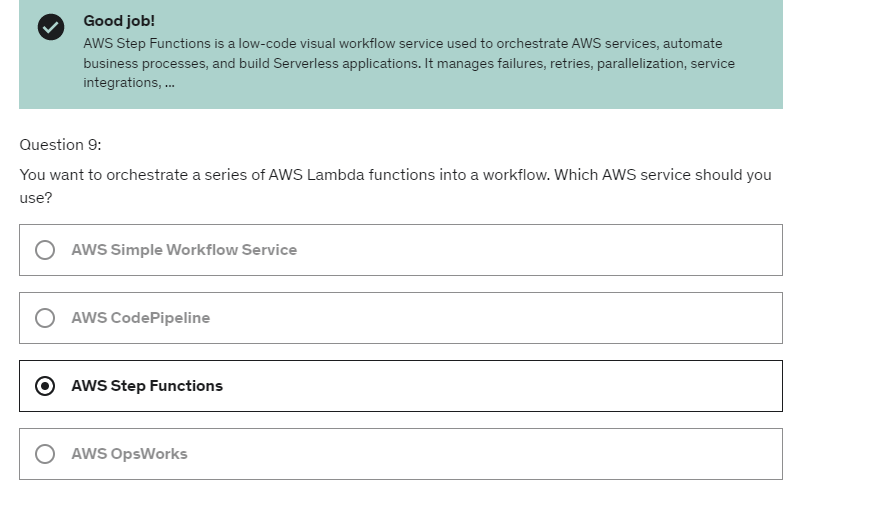 Good job!
AWS Step Functions is a low-code visual workflow service used to orchestrate AWS services, automate
business processes, and build Serverless applications. It manages failures, retries, parallelization, service
integrations, ...
Question 9:
You want to orchestrate a series of AWS Lambda functions into a workflow. Which AWS service should you
use?
AWS Simple Workflow Service
AWS CodePipeline
AWS Step Functions
AWS OpsWorks